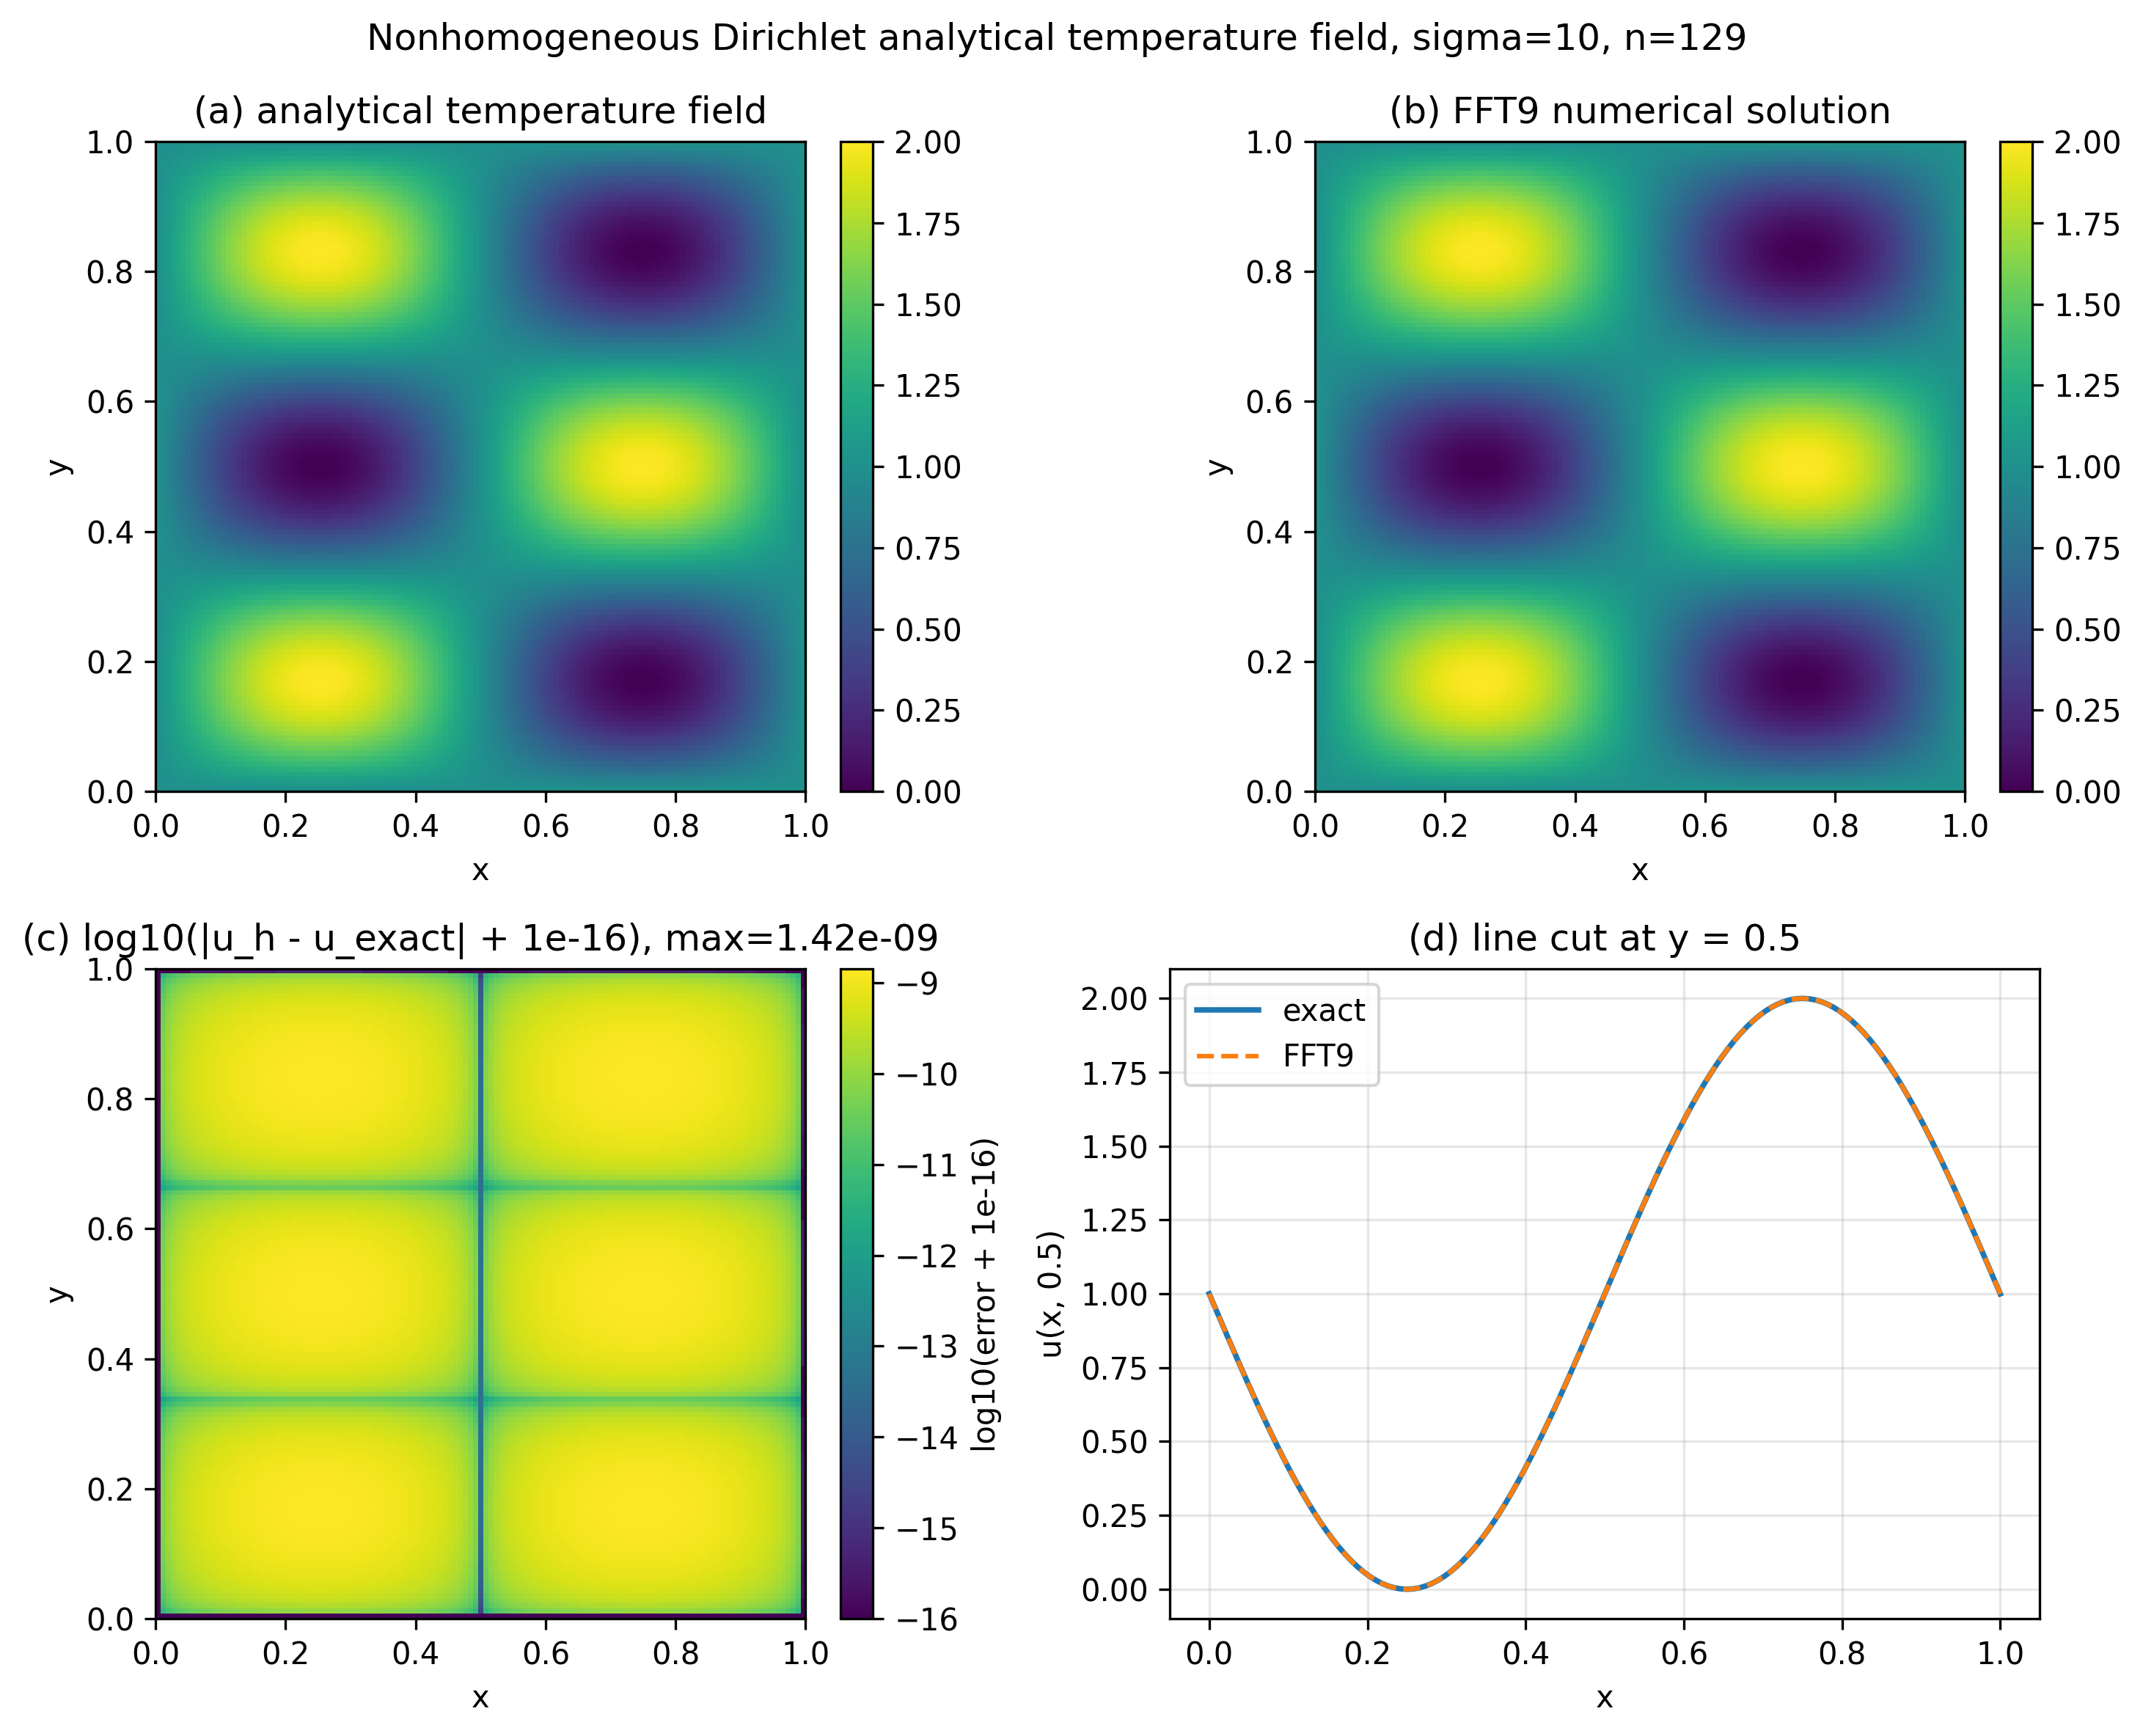 Nonhomogeneous Dirichlet analytical temperature field, sigma=10, n=129
(a) analytical temperature field
1.0
0.8
0.6
0.4
0.2
0.0
y
0.0 0.2 0.4 0.6 0.8 1.0
x
2.00
1.75
1.50
1.25
1.00
0.75
0.50
0.25
0.00
(b) FFT9 numerical solution
1.0
0.8
0.6
0.4
0.2
0.0
y
0.0 0.2 0.4 0.6 0.8 1.0
x
2.00
1.75
1.50
1.25
1.00
0.75
0.50
0.25
0.00
(c) log10(|u_h - u_exact| + 1e-16), max=1.42e-09
1.0
0.8
0.6
0.4
0.2
0.0
y
0.0 0.2 0.4 0.6 0.8 1.0
x
−9
−10
−11
−12
−13
−14
−15
−16
log10(error + 1e-16)
(d) line cut at y = 0.5
exact
FFT9
2.00
1.75
1.50
1.25
1.00
0.75
0.50
0.25
0.00
u(x, 0.5)
0.0 0.2 0.4 0.6 0.8 1.0
x